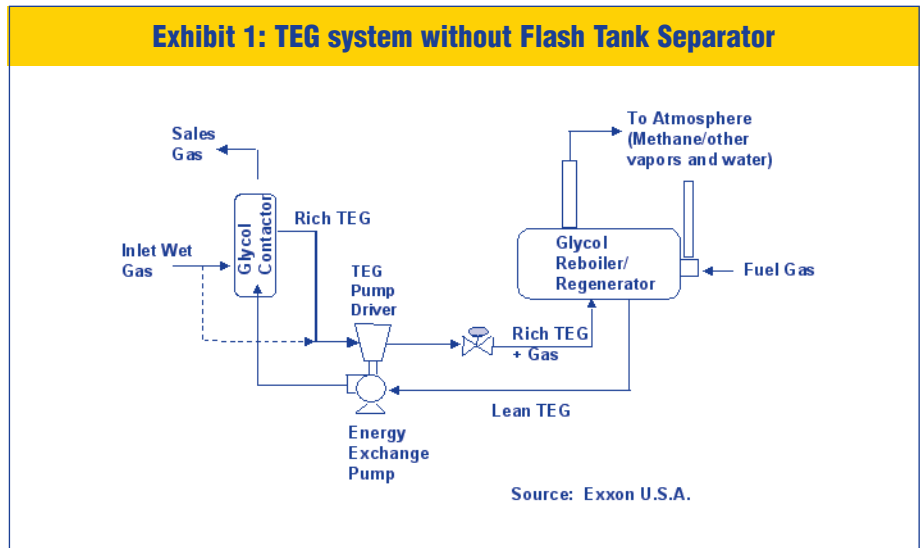 Exhibit 1: TEG system without Flash Tank Separator
To Atmosphere
(Methane/other
vapors and water)
Sales
Gas
Rich TEG
Glycol
Contactor
Inlet Wet
Gas
TEG
Pump
Driver
Glycol
Reboiler/
Regenerator
Fuel Gas
Rich TEG
+ Gas
Lean TEG
Energy
Exchange
Pump
Source: Exxon U.S.A.